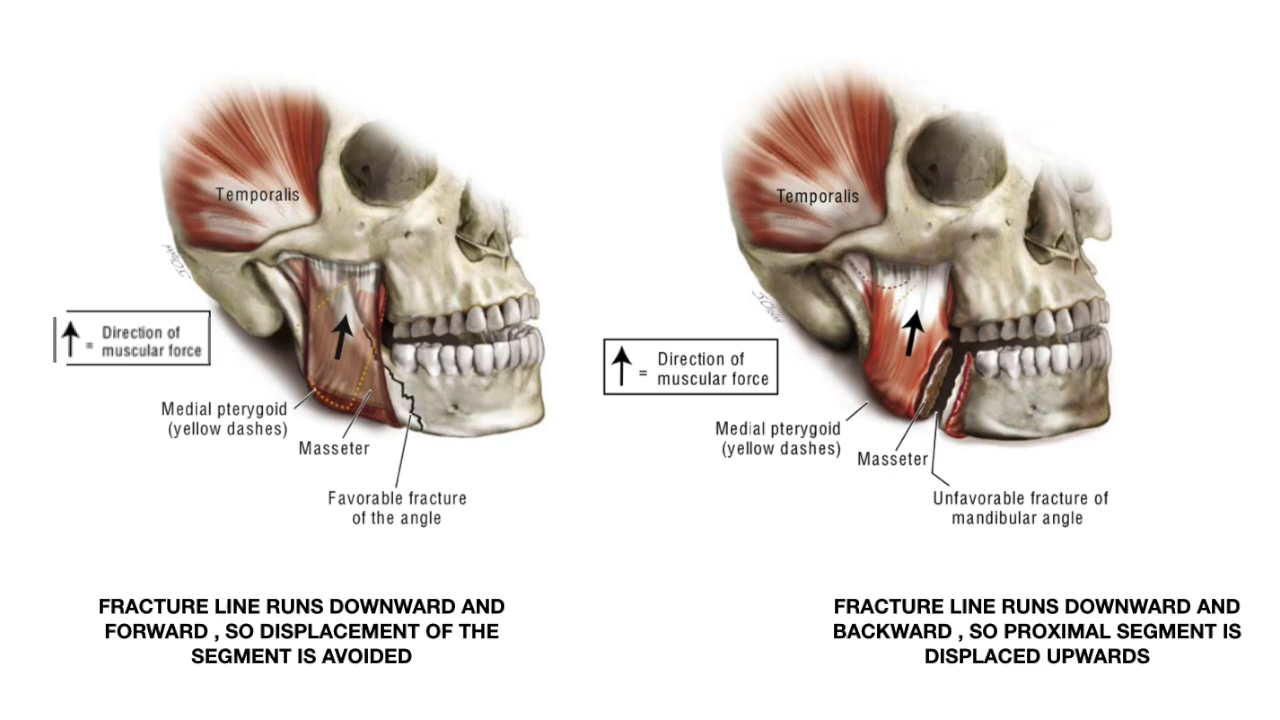 Temporalis
↑ = Direction of
muscular force
Medial pterygoid
(yellow dashes)
Masseter
Favorable fracture
of the angle
FRACTURE LINE RUNS DOWNWARD AND
FORWARD , SO DISPLACEMENT OF THE
SEGMENT IS AVOIDED
Temporalis
↑ = Direction of
muscular force
Medial pterygoid
(yellow dashes)
Masseter
Unfavorable fracture of
mandibular angle
FRACTURE LINE RUNS DOWNWARD AND
BACKWARD , SO PROXIMAL SEGMENT IS
DISPLACED UPWARDS